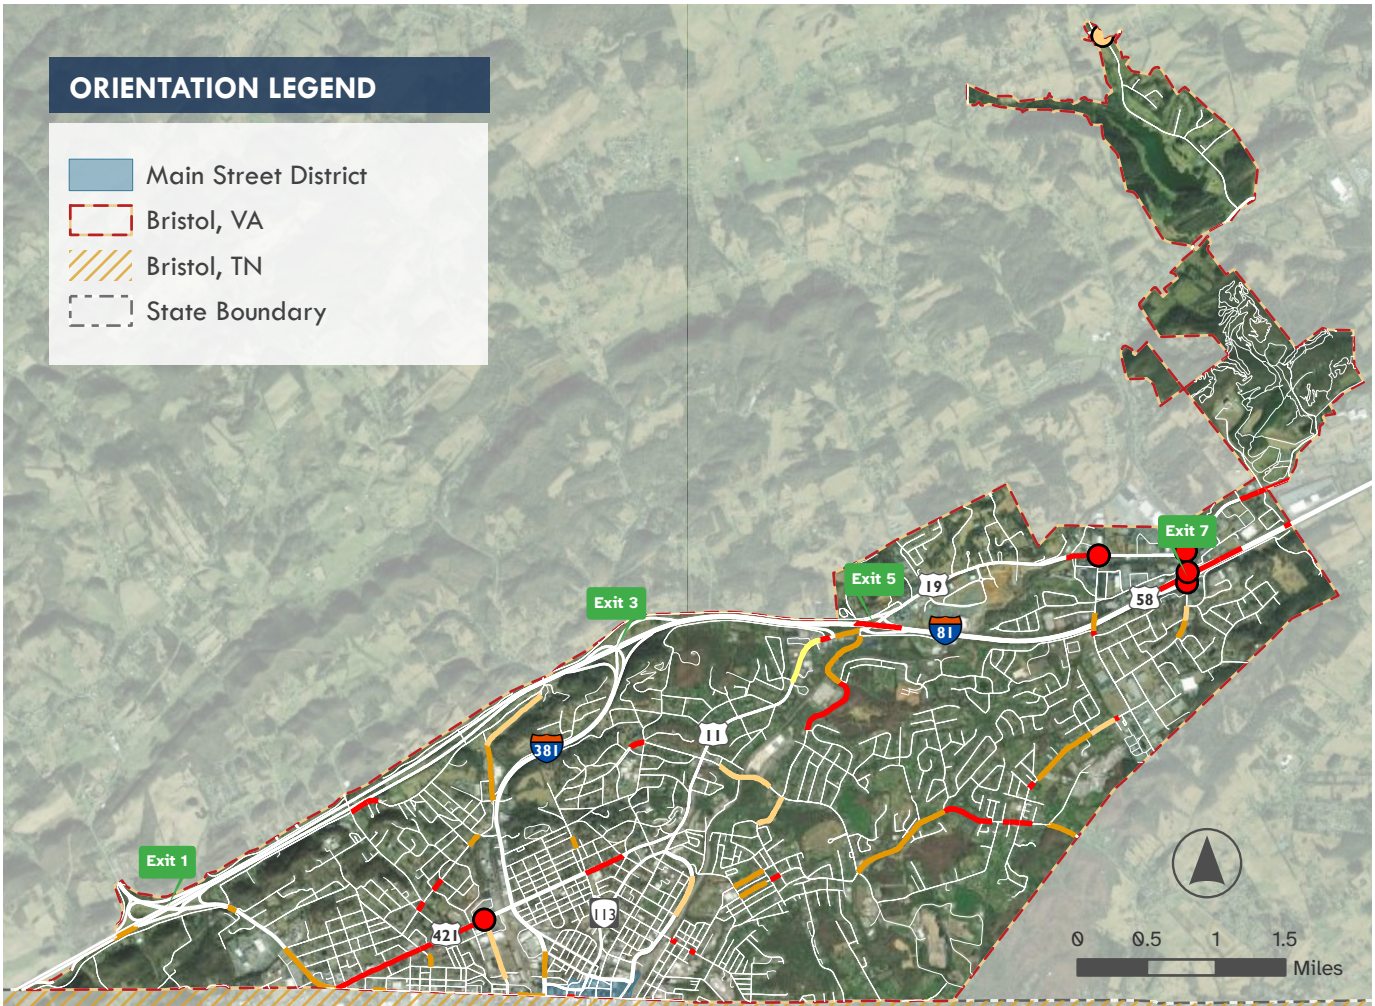 ORIENTATION LEGEND
Main Street District
Bristol, VA
Bristol, TN
State Boundary
Exit 7
Exit 5
19
58
Exit 3
81
11
381
Exit 1
113
421
0 0.5 1 1.5
Miles